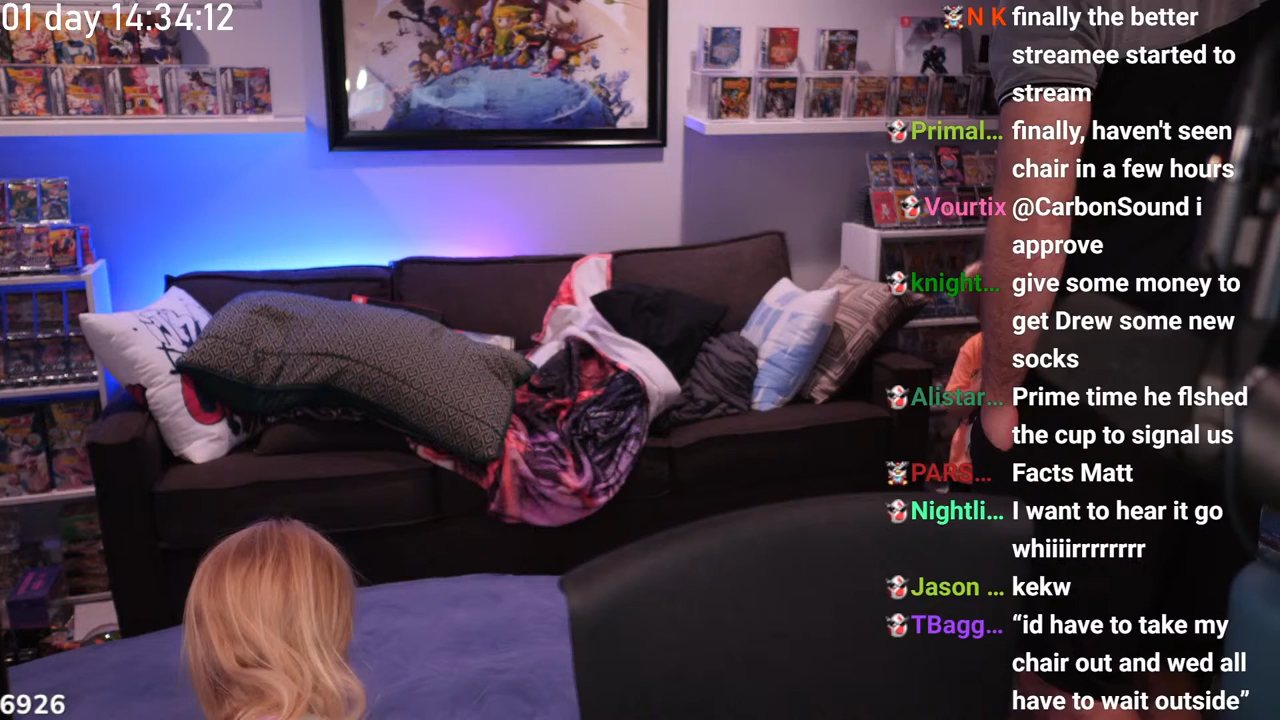 01 day 14:34:12
N K finally the better
streamee started to
stream
Primal... finally, haven't seen
chair in a few hours
Vourtix @CarbonSound i
approve
knight... give some money to
get Drew some new
socks
Alistar... Prime time he flshed
the cup to signal us
PARS... Facts Matt
Nightli... I want to hear it go
whiiiirrrrrrrr
Jason ... kekw
TBagg... “id have to take my
chair out and wed all
have to wait outside”
6926